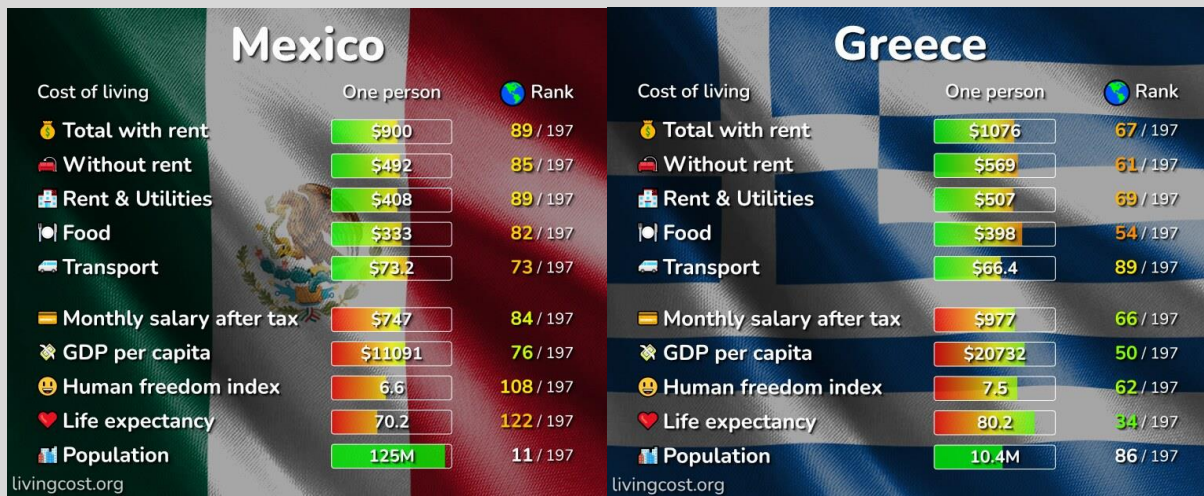 Mexico
Cost of living One person Rank
Total with rent $900 89 / 197
Without rent $492 85 / 197
Rent & Utilities $408 89 / 197
Food $333 82 / 197
Transport $73.2 73 / 197
Monthly salary after tax $747 84 / 197
GDP per capita $11091 76 / 197
Human freedom index 6.6 108 / 197
Life expectancy 70.2 122 / 197
Population 125M 11 / 197
livingcost.org
Greece
Cost of living One person Rank
Total with rent $1076 67 / 197
Without rent $569 61 / 197
Rent & Utilities $507 69 / 197
Food $398 54 / 197
Transport $66.4 89 / 197
Monthly salary after tax $977 66 / 197
GDP per capita $20732 50 / 197
Human freedom index 7.5 62 / 197
Life expectancy 80.2 34 / 197
Population 10.4M 86 / 197
livingcost.org